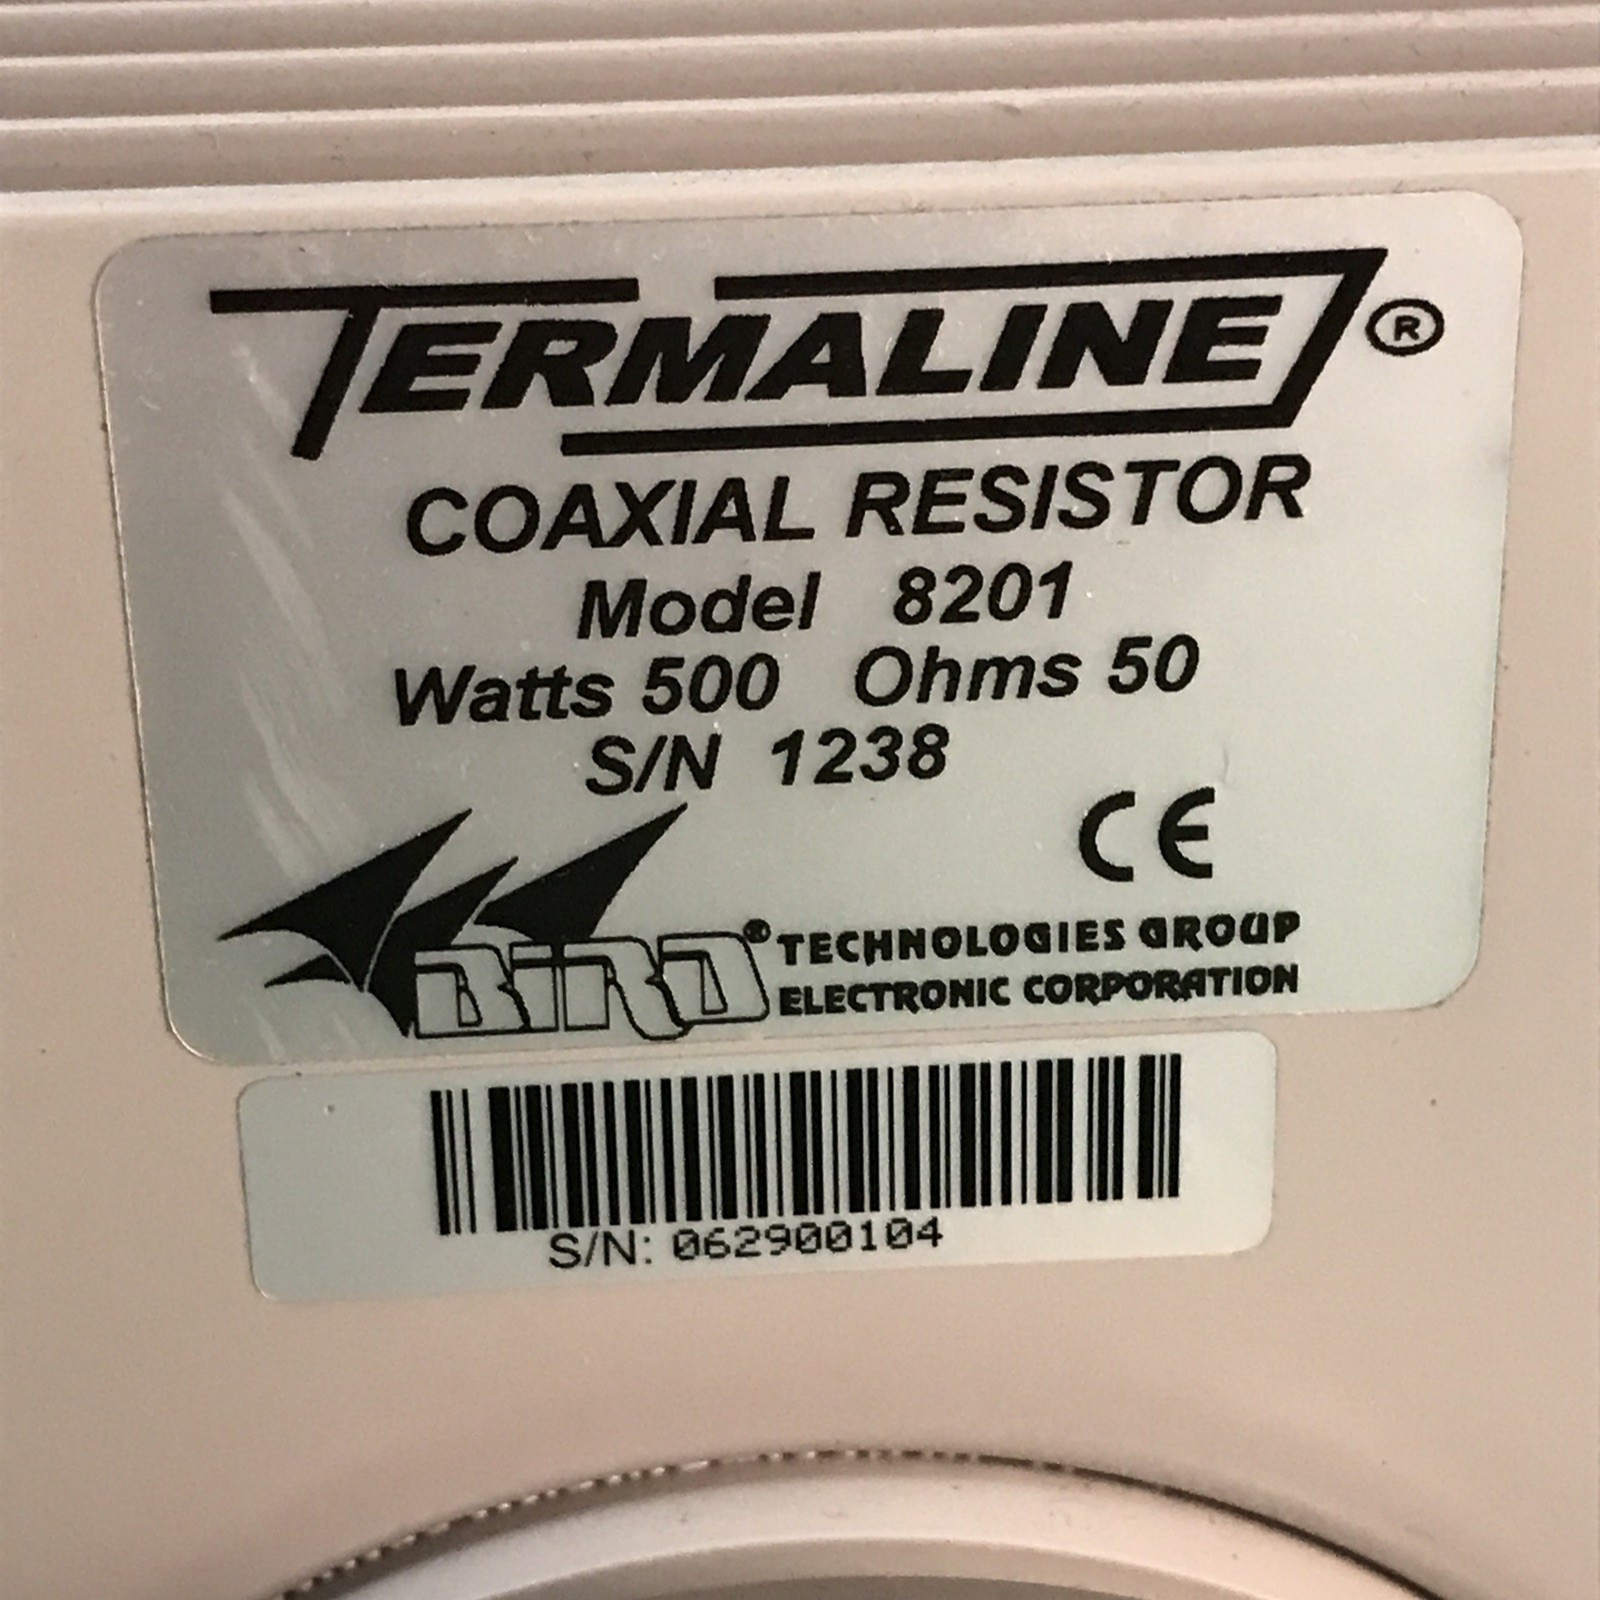 TERMALINE®
COAXIAL RESISTOR
Model 8201
Watts 500 Ohms 50
S/N 1238
CE
BIRD® TECHNOLOGIES GROUP
ELECTRONIC CORPORATION
S/N: 062900104